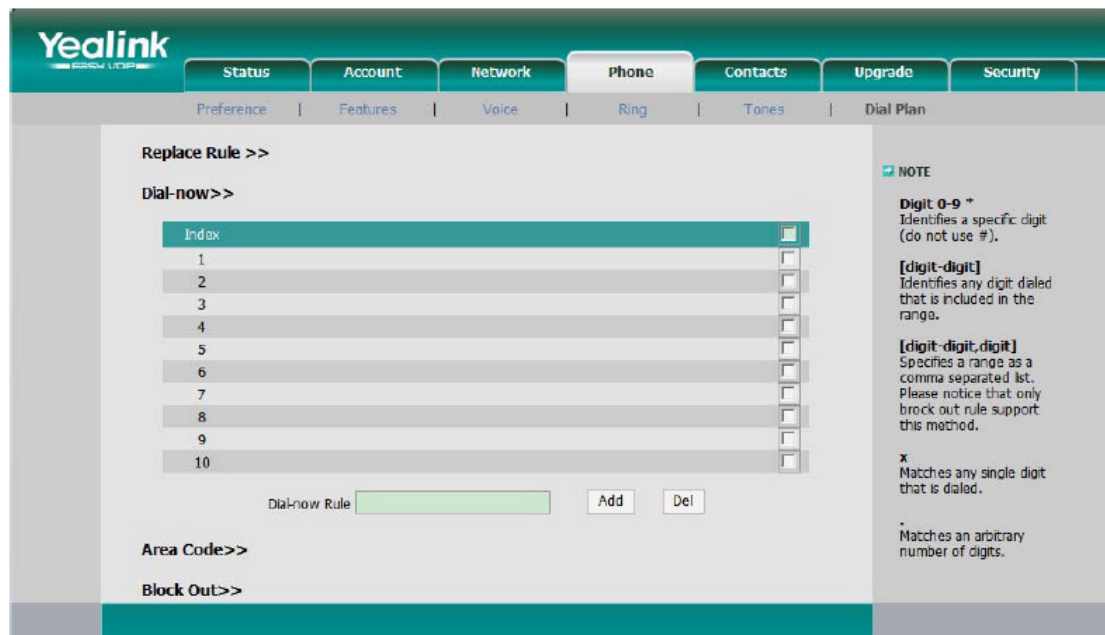 Yealink
EASY VOIP
Status Account Network Phone Contacts Upgrade Security
Preference | Features | Voice | Ring | Tones | Dial Plan
Replace Rule >>
Dial-now>>
Index
1
2
3
4
5
6
7
8
9
10
Dial-now Rule Add Del
Area Code>>
Block Out>>
NOTE
Digit 0-9 *
Identifies a specific digit
(do not use #).
[digit-digit]
Identifies any digit dialed
that is included in the
range.
[digit-digit,digit]
Specifies a range as a
comma separated list.
Please notice that only
brock out rule support
this method.
x
Matches any single digit
that is dialed.
.
Matches an arbitrary
number of digits.